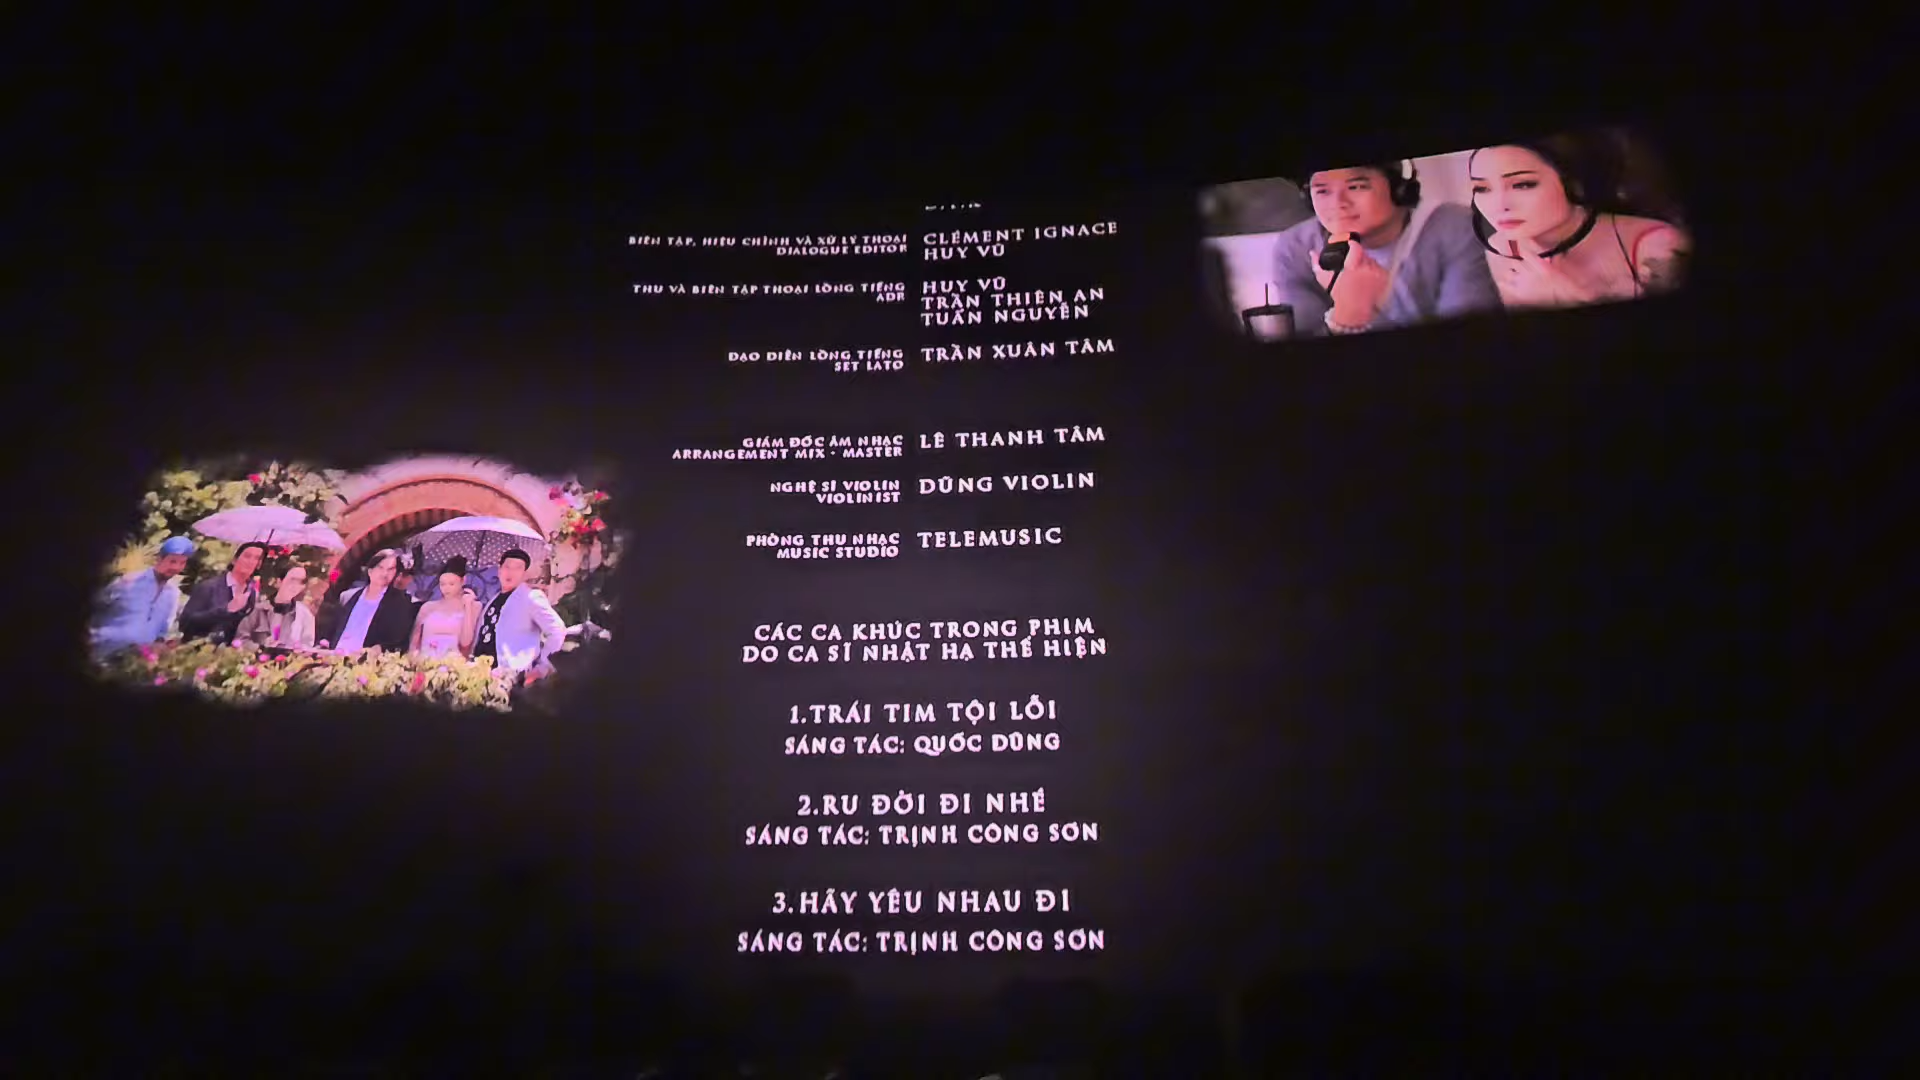 BIÊN TẬP, HIỆU CHỈNH VÀ XỬ LÝ THOẠI
DIALOGUE EDITOR
CLÉMENT IGNACE
HUY VŨ
THU VÀ BIÊN TẬP THOẠI LỒNG TIẾNG
ADR
HUY VŨ
TRẦN THIÊN AN
TUẤN NGUYỄN
ĐẠO DIỄN LỒNG TIẾNG
SET LATO
TRẦN XUÂN TÂM
GIÁM ĐỐC ÂM NHẠC
ARRANGEMENT MIX - MASTER
LÊ THANH TÂM
NGHỆ SĨ VIOLIN
VIOLINIST
DŨNG VIOLIN
PHÒNG THU NHẠC
MUSIC STUDIO
TELEMUSIC
CÁC CA KHÚC TRONG PHIM
DO CA SĨ NHẬT HẠ THỂ HIỆN
1.TRÁI TIM TỘI LỖI
SÁNG TÁC: QUỐC DŨNG
2.RU ĐỜI ĐI NHÉ
SÁNG TÁC: TRỊNH CÔNG SƠN
3.HÃY YÊU NHAU ĐI
SÁNG TÁC: TRỊNH CÔNG SƠN